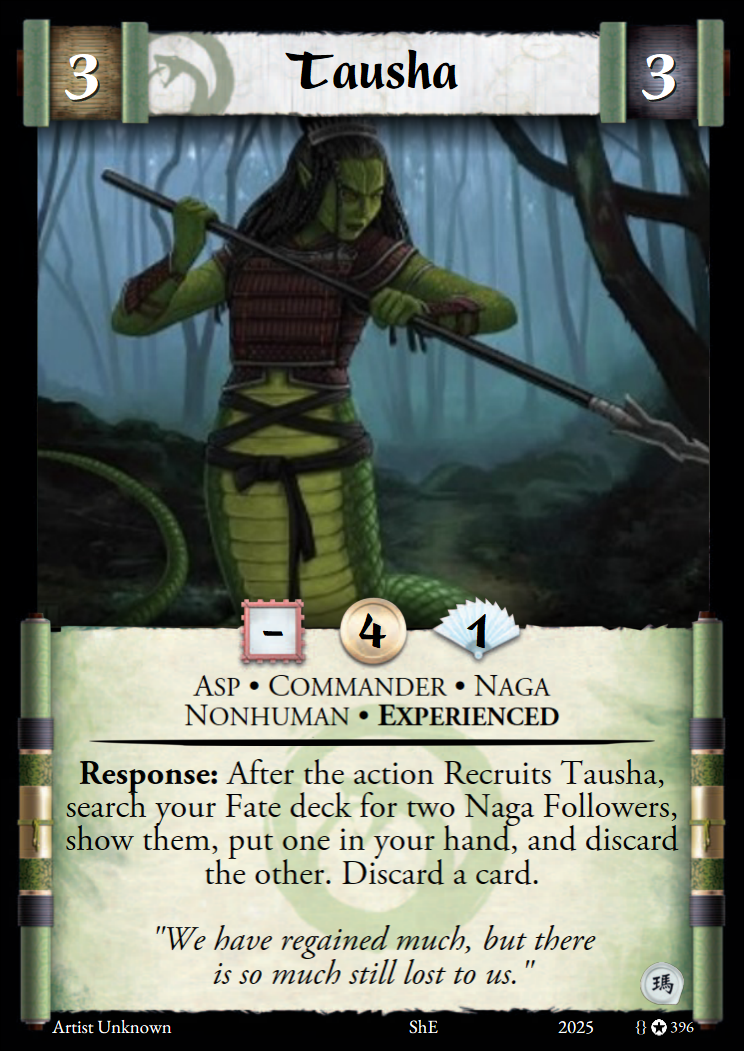 3 Tausha 3
- 4 1
Asp • Commander • Naga
Nonhuman • Experienced
Response: After the action Recruits Tausha,
search your Fate deck for two Naga Followers,
show them, put one in your hand, and discard
the other. Discard a card.
"We have regained much, but there
is so much still lost to us."
瑪
Artist Unknown ShE 2025 {} ✪ 396